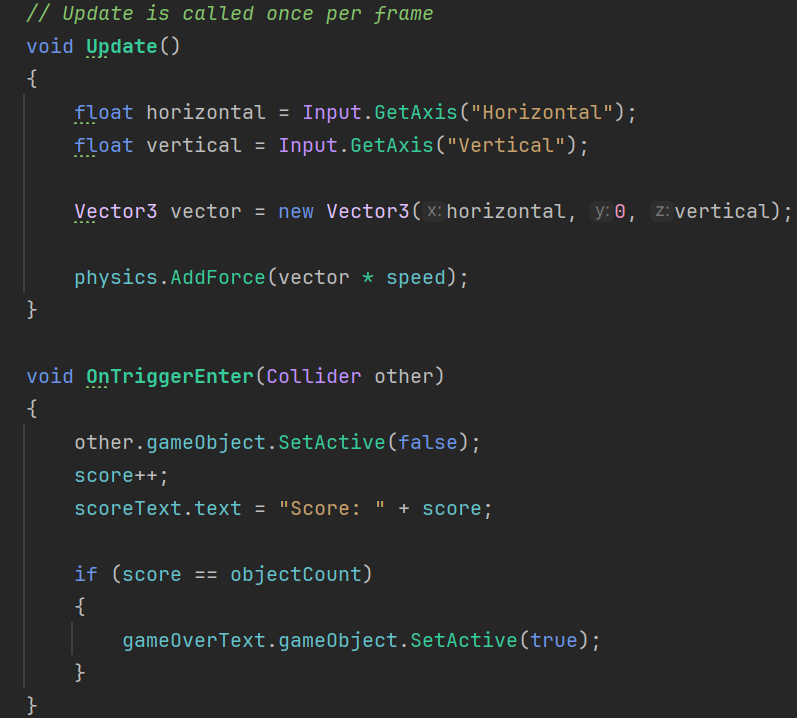 // Update is called once per frame
void Update()
{
    float horizontal = Input.GetAxis("Horizontal");
    float vertical = Input.GetAxis("Vertical");

    Vector3 vector = new Vector3(x: horizontal, y: 0, z: vertical);

    physics.AddForce(vector * speed);
}

void OnTriggerEnter(Collider other)
{
    other.gameObject.SetActive(false);
    score++;
    scoreText.text = "Score: " + score;

    if (score == objectCount)
    {
        gameOverText.gameObject.SetActive(true);
    }
}